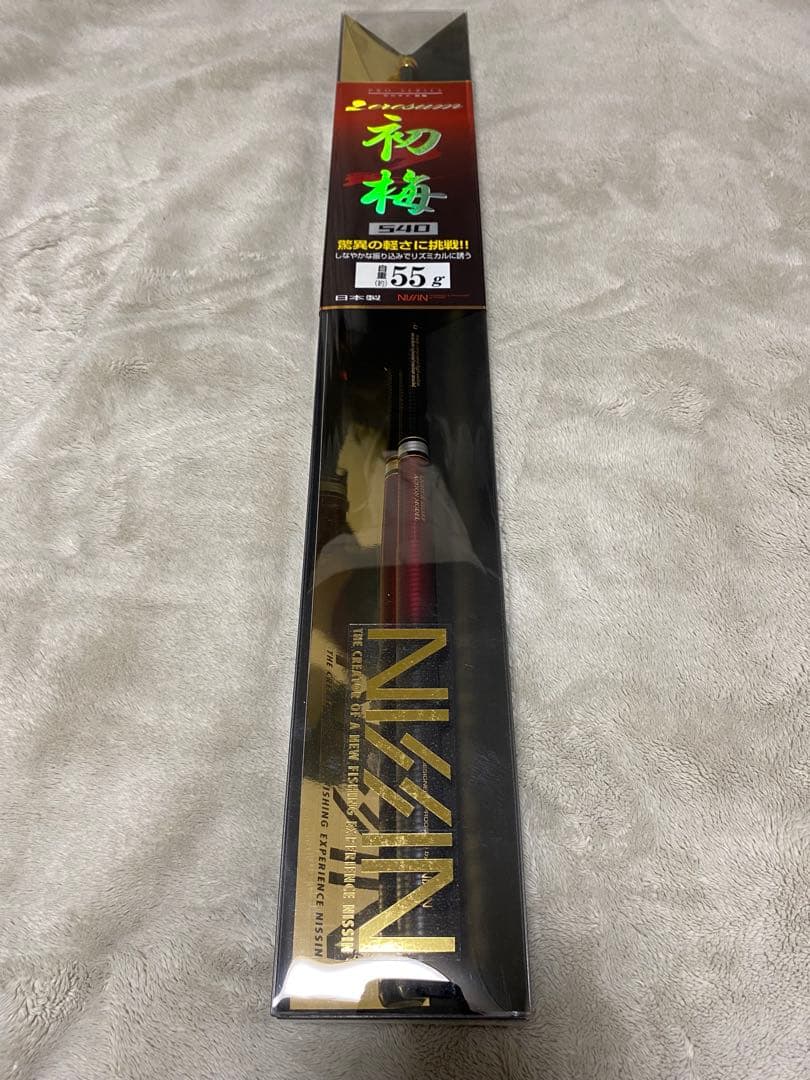 PRO SERIES
Zerosum
初梅
540
驚異の軽さに挑戦!!
しなやかな振り込みでリズミカルに誘う
自重(約)55g
日本製 NISSIN
NISSIN
THE CREATOR OF A NEW FISHING EXPERIENCE NISSIN